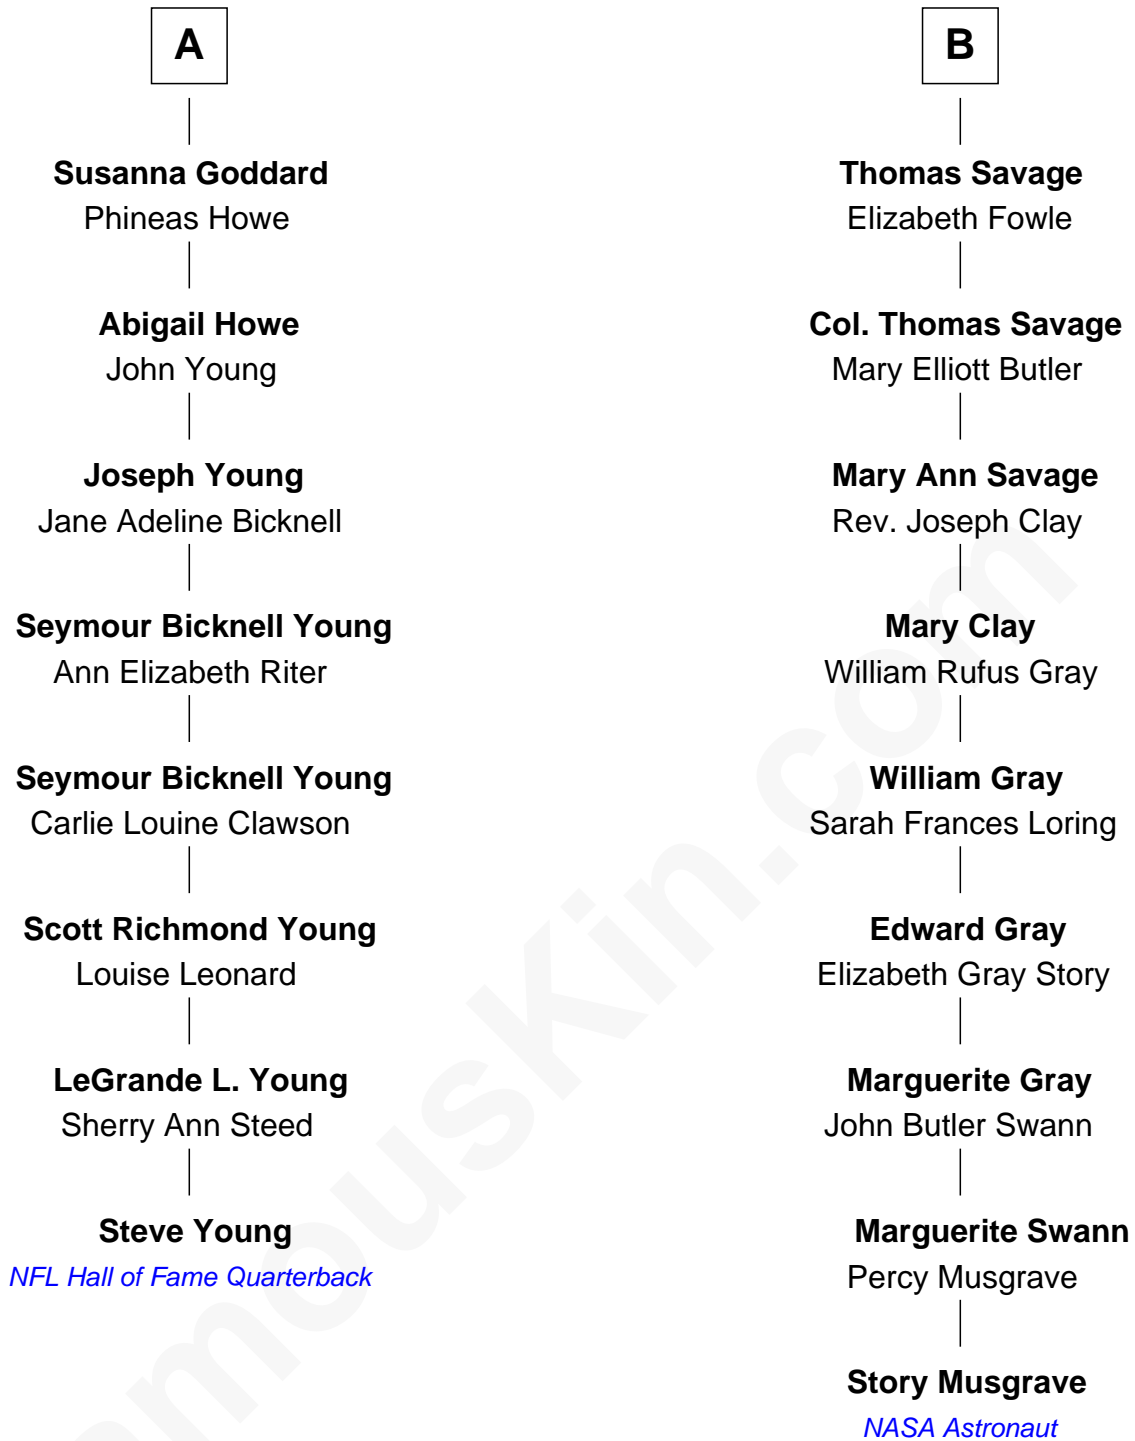 A
Susanna Goddard
Phineas Howe
Abigail Howe
John Young
Joseph Young
Jane Adeline Bicknell
Seymour Bicknell Young
Ann Elizabeth Riter
Seymour Bicknell Young
Carlie Louine Clawson
Scott Richmond Young
Louise Leonard
LeGrande L. Young
Sherry Ann Steed
Steve Young
NFL Hall of Fame Quarterback
B
Thomas Savage
Elizabeth Fowle
Col. Thomas Savage
Mary Elliott Butler
Mary Ann Savage
Rev. Joseph Clay
Mary Clay
William Rufus Gray
William Gray
Sarah Frances Loring
Edward Gray
Elizabeth Gray Story
Marguerite Gray
John Butler Swann
Marguerite Swann
Percy Musgrave
Story Musgrave
NASA Astronaut
amouskin.com